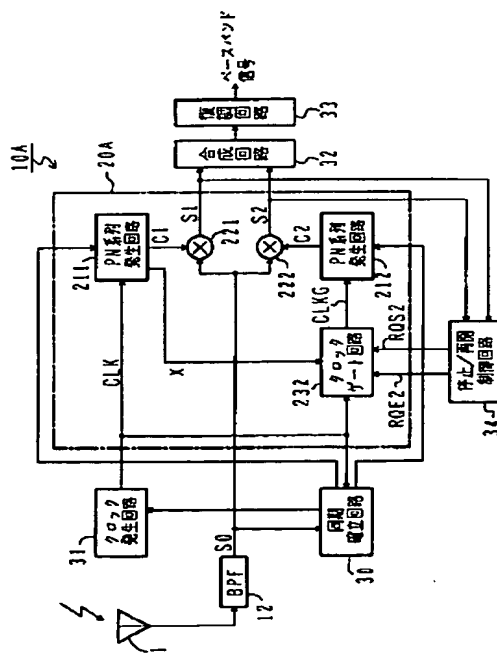 10A
20A
1
BPF
12
S0
クロック
発生回路
31
CLK
PN系列
発生回路
211
C1
X
221
S1
222
S2
C2
PN系列
発生回路
212
CLKG
クロック
ゲート回路
232
同期
確立回路
30
RQE2
RQS2
停止/再開
制御回路
34
合成回路
32
復調回路
33
ベースバンド
信号